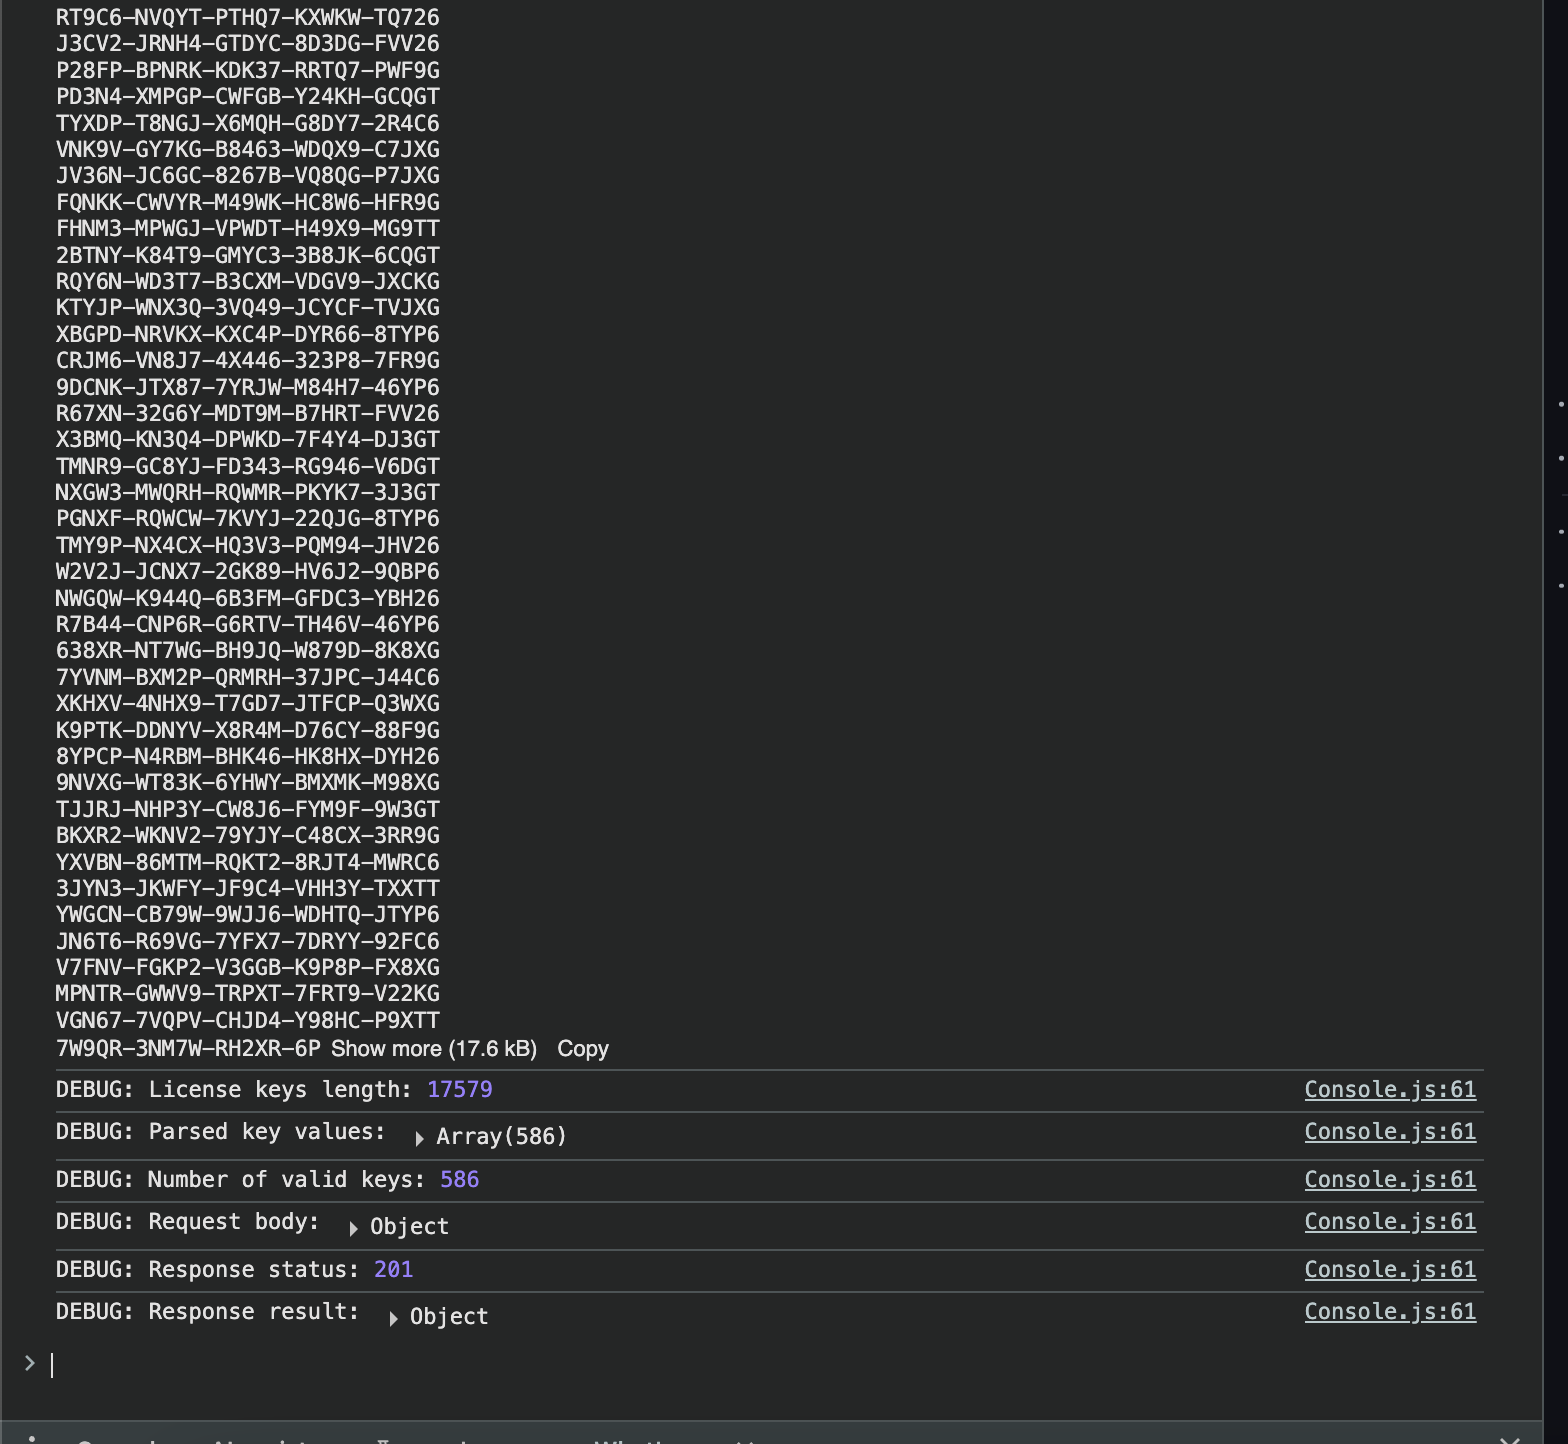 RT9C6-NVQYT-PTHQ7-KXWKW-TQ726
J3CV2-JRNH4-GTDYC-8D3DG-FVV26
P28FP-BPNRK-KDK37-RRTQ7-PWF9G
PD3N4-XMPGP-CWFGB-Y24KH-GCQGT
TYXDP-T8NGJ-X6MQH-G8DY7-2R4C6
VNK9V-GY7KG-B8463-WDQX9-C7JXG
JV36N-JC6GC-8267B-VQ8QG-P7JXG
FQNKK-CWVYR-M49WK-HC8W6-HFR9G
FHNM3-MPWGJ-VPWDT-H49X9-MG9TT
2BTNY-K84T9-GMYC3-3B8JK-6CQGT
RQY6N-WD3T7-B3CXM-VDGV9-JXCKG
KTYJP-WNX3Q-3VQ49-JCYCF-TVJXG
XBGPD-NRVKX-KXC4P-DYR66-8TYP6
CRJM6-VN8J7-4X446-323P8-7FR9G
9DCNK-JTX87-7YRJW-M84H7-46YP6
R67XN-32G6Y-MDT9M-B7HRT-FVV26
X3BMQ-KN3Q4-DPWKD-7F4Y4-DJ3GT
TMNR9-GC8YJ-FD343-RG946-V6DGT
NXGW3-MWQRH-RQWMR-PKYK7-3J3GT
PGNXF-RQWCW-7KVYJ-22QJG-8TYP6
TMY9P-NX4CX-HQ3V3-PQM94-JHV26
W2V2J-JCNX7-2GK89-HV6J2-9QBP6
NWGQW-K944Q-6B3FM-GFDC3-YBH26
R7B44-CNP6R-G6RTV-TH46V-46YP6
638XR-NT7WG-BH9JQ-W879D-8K8XG
7YVNM-BXM2P-QRMRH-37JPC-J44C6
XKHXV-4NHX9-T7GD7-JTFCP-Q3WXG
K9PTK-DDNYV-X8R4M-D76CY-88F9G
8YPCP-N4RBM-BHK46-HK8HX-DYH26
9NVXG-WT83K-6YHWY-BMXMK-M98XG
TJJRJ-NHP3Y-CW8J6-FYM9F-9W3GT
BKXR2-WKNV2-79YJY-C48CX-3RR9G
YXVBN-86MTM-RQKT2-8RJT4-MWRC6
3JYN3-JKWFY-JF9C4-VHH3Y-TXXTT
YWGCN-CB79W-9WJJ6-WDHTQ-JTYP6
JN6T6-R69VG-7YFX7-7DRYY-92FC6
V7FNV-FGKP2-V3GGB-K9P8P-FX8XG
MPNTR-GWWV9-TRPXT-7FRT9-V22KG
VGN67-7VQPV-CHJD4-Y98HC-P9XTT
7W9QR-3NM7W-RH2XR-6P Show more (17.6 kB) Copy
DEBUG: License keys length: 17579 Console.js:61
DEBUG: Parsed key values: Array(586) Console.js:61
DEBUG: Number of valid keys: 586 Console.js:61
DEBUG: Request body: Object Console.js:61
DEBUG: Response status: 201 Console.js:61
DEBUG: Response result: Object Console.js:61